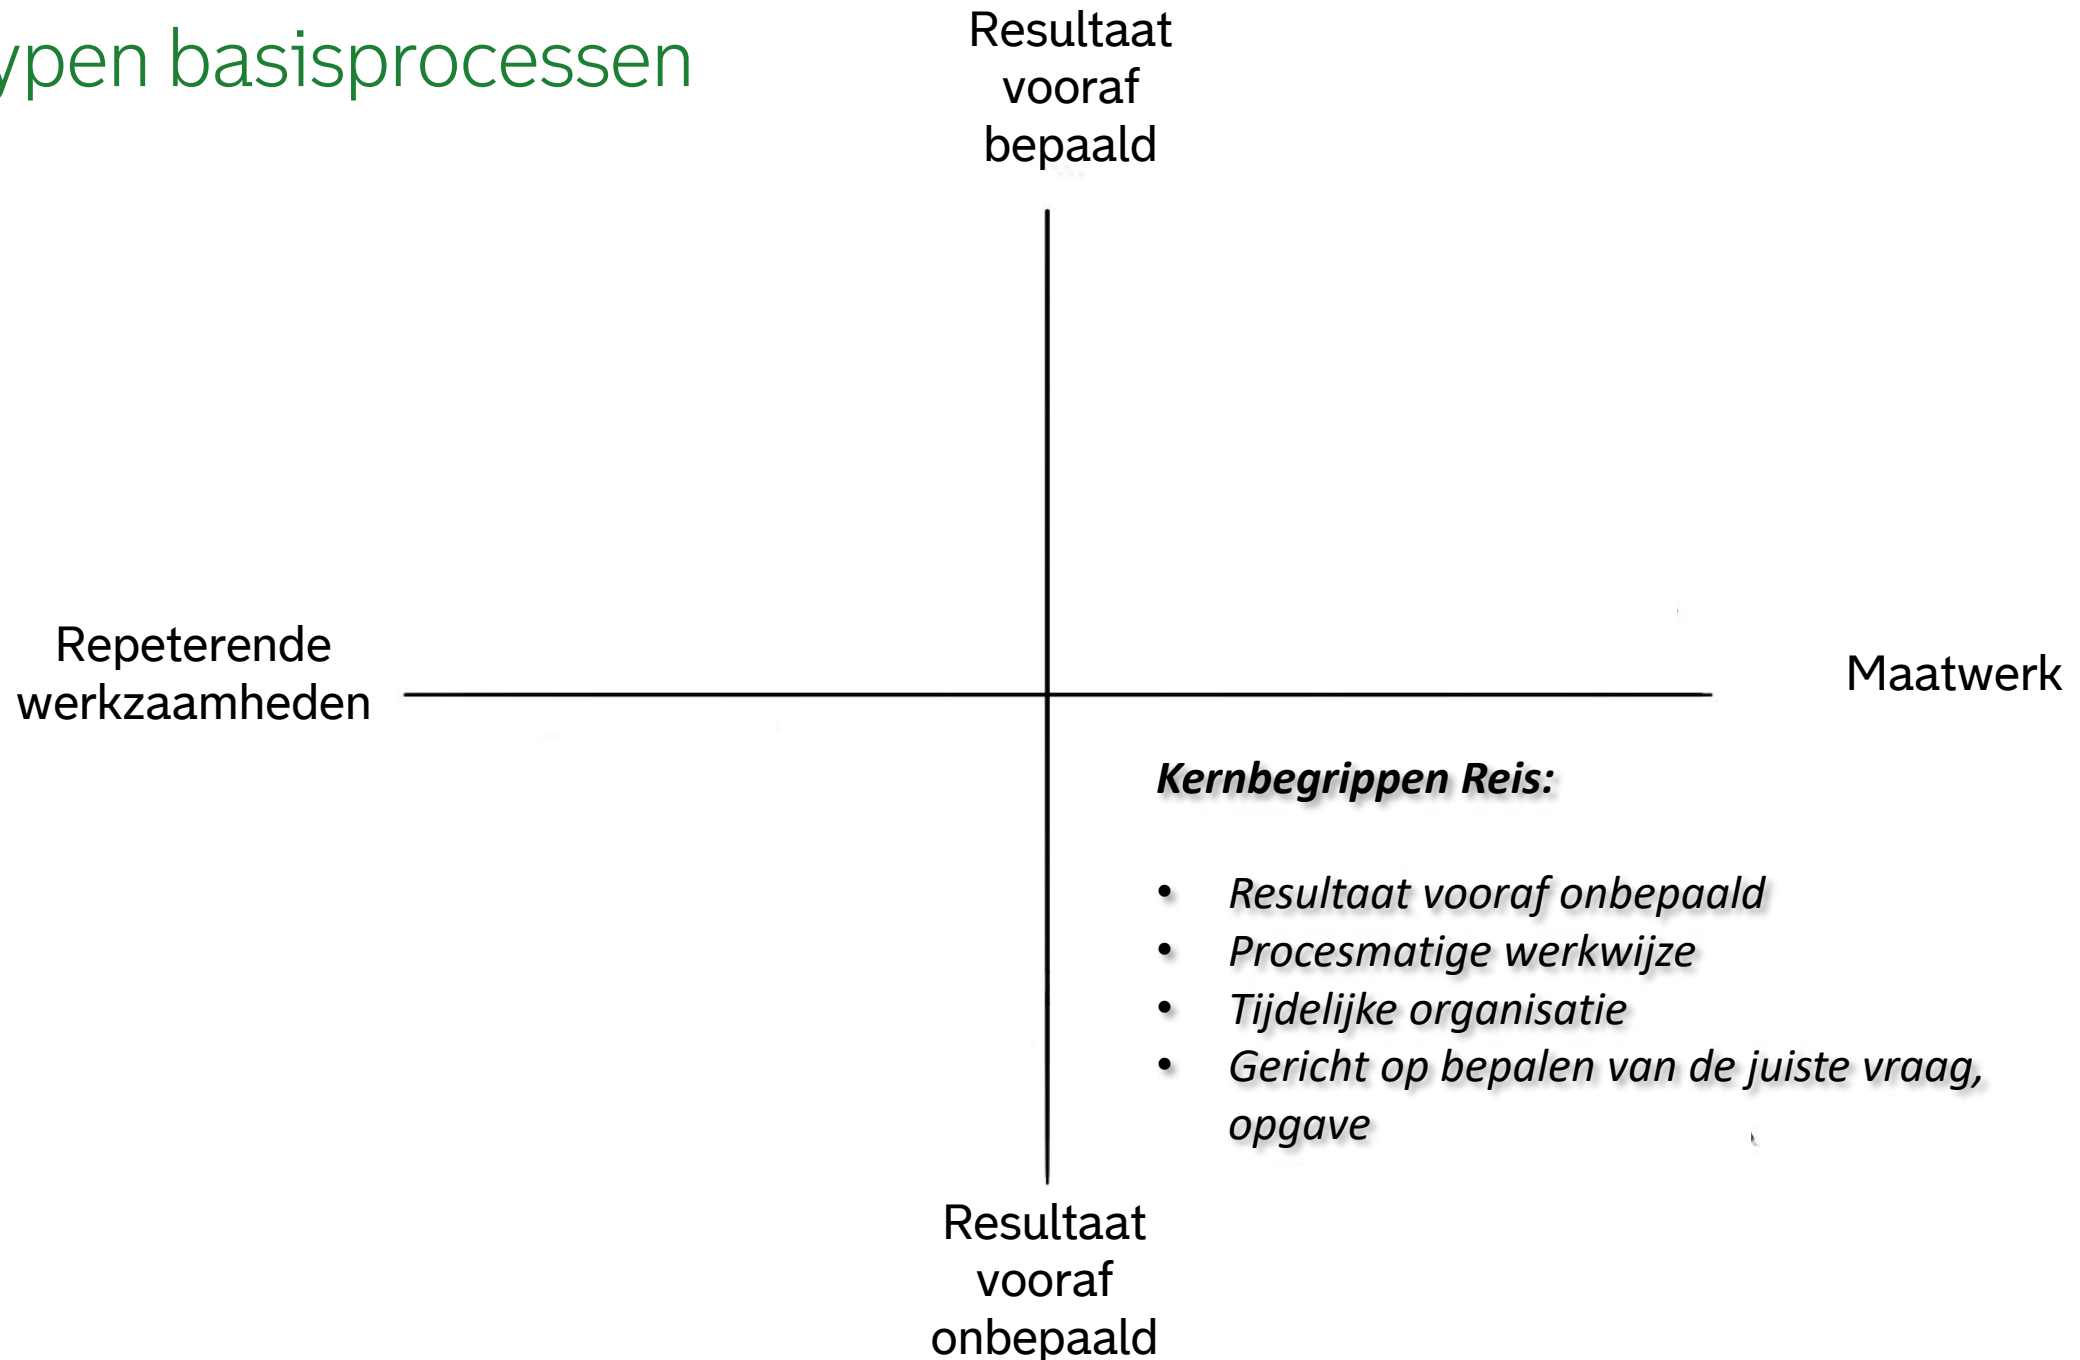 ypen basisprocessen
Resultaat
vooraf
bepaald
Repeterende
werkzaamheden
Maatwerk
Kernbegrippen Reis:
• Resultaat vooraf onbepaald
• Procesmatige werkwijze
• Tijdelijke organisatie
• Gericht op bepalen van de juiste vraag,
opgave
Resultaat
vooraf
onbepaald